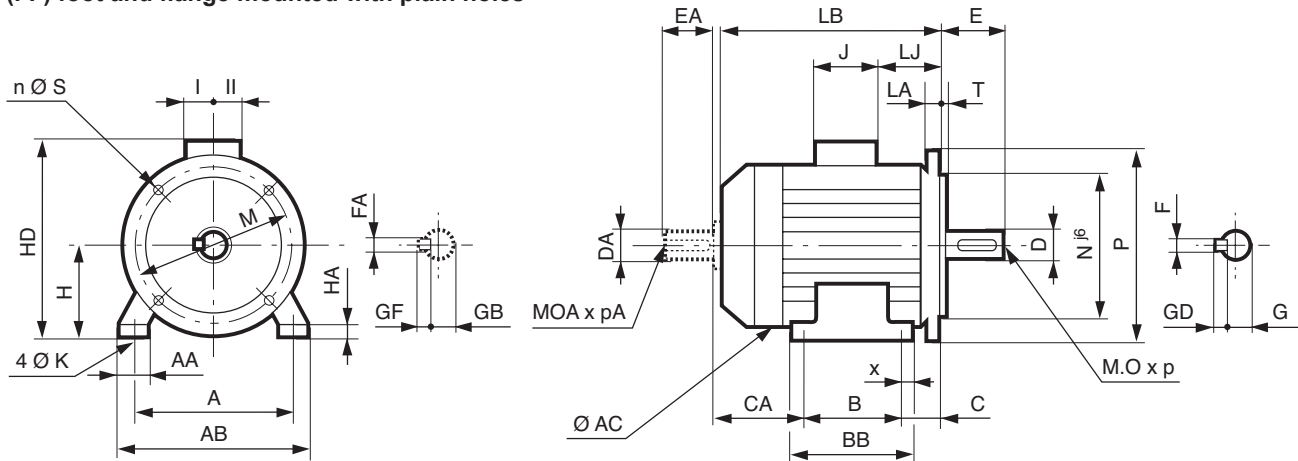 (FF) foot and flange mounted with plain holes
EA LB E
J LJ
n Ø S I II LA T
HD H M FA HA
DA D N j6 P F
GF GB MOA x pA GD G
4 Ø K AA x M.O x p
A CA B C
AB Ø AC BB